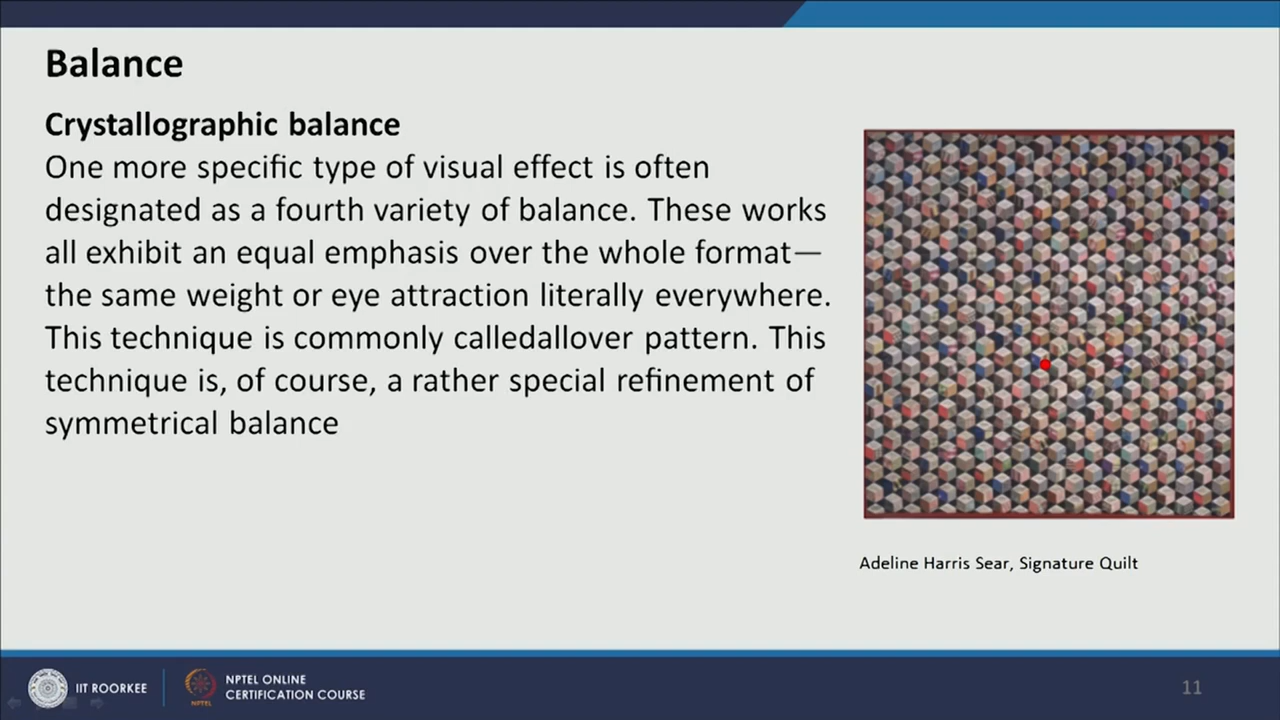 Balance
Crystallographic balance
One more specific type of visual effect is often
designated as a fourth variety of balance. These works
all exhibit an equal emphasis over the whole format—
the same weight or eye attraction literally everywhere.
This technique is commonly calledallover pattern. This
technique is, of course, a rather special refinement of
symmetrical balance
Adeline Harris Sear, Signature Quilt
IIT ROORKEE
NPTEL ONLINE
CERTIFICATION COURSE
NPTEL
11